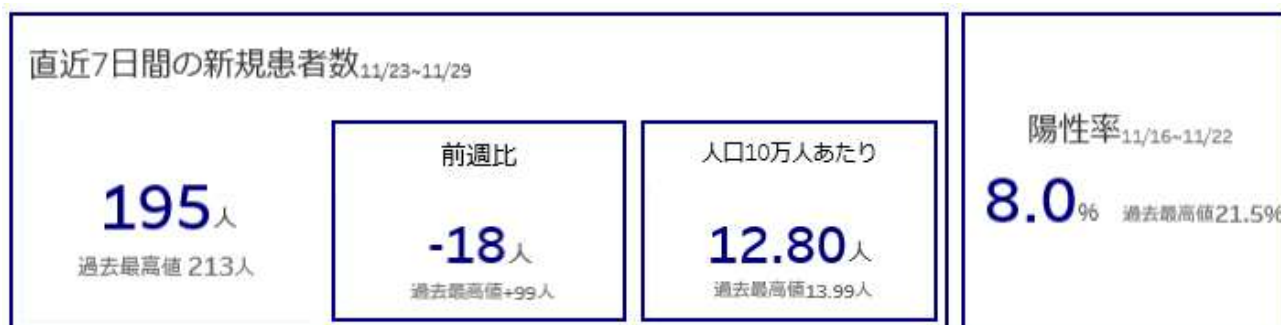 直近7日間の新規患者数11/23~11/29
195人
過去最高値 213人
前週比
-18人
過去最高値+99人
人口10万人あたり
12.80人
過去最高値13.99人
陽性率11/16~11/22
8.0% 過去最高値21.5%